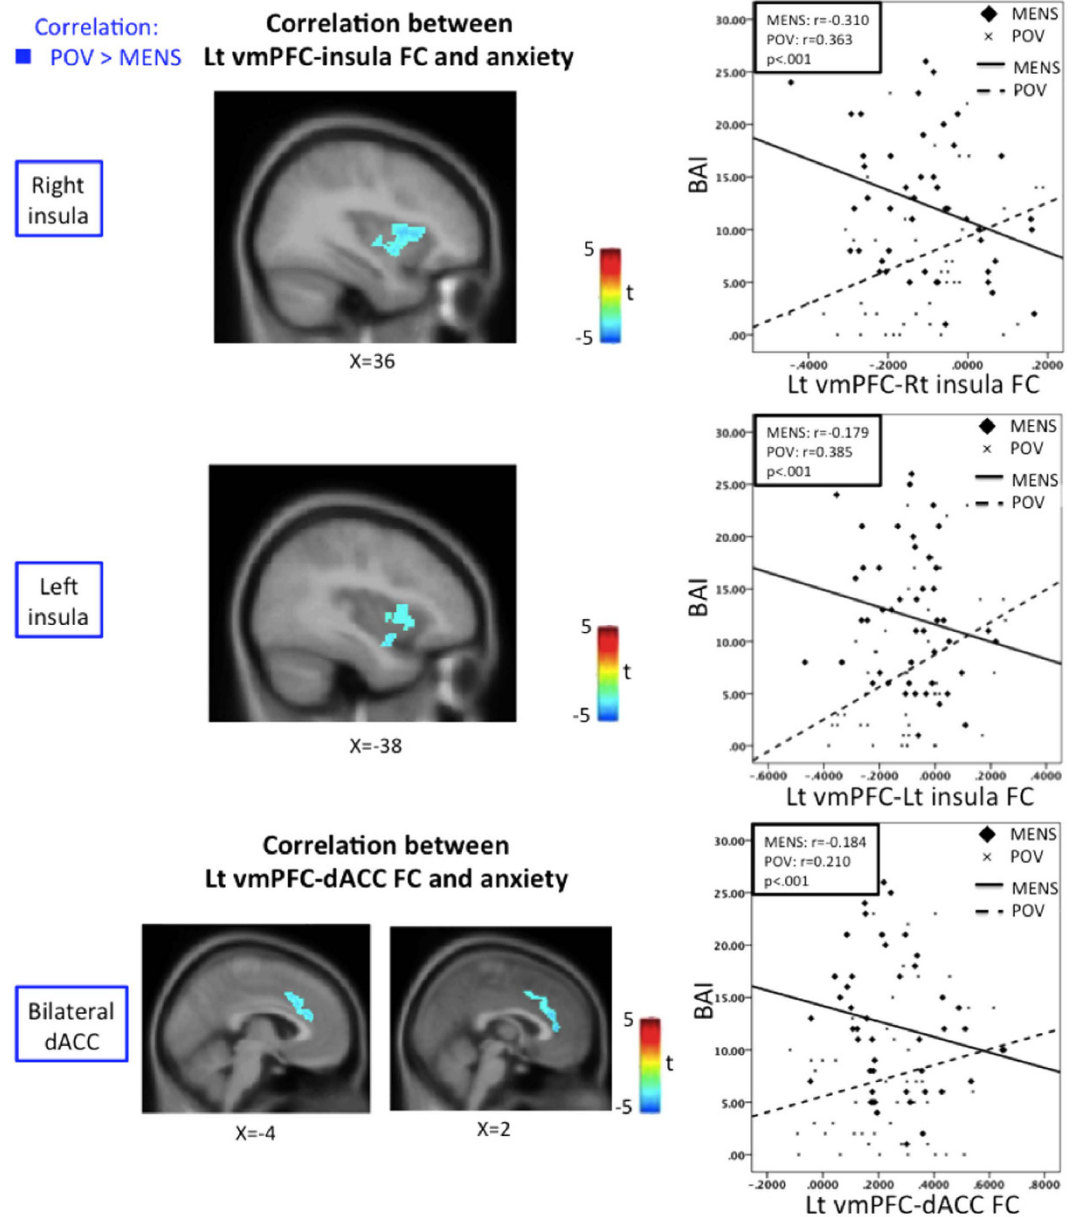 Correlation:
POV > MENS
Correlation between
Lt vmPFC-insula FC and anxiety
Right
insula
5
t
-5
X=36
MENS: r=-0.310
POV: r=0.363
p<.001
MENS
POV
MENS
POV
BAI
30.00
25.00
20.00
15.00
10.00
5.00
.00
-.4000 -.2000 .0000 .2000
Lt vmPFC-Rt insula FC
Left
insula
5
t
-5
X=-38
MENS: r=-0.179
POV: r=0.385
p<.001
MENS
POV
MENS
POV
BAI
30.00
25.00
20.00
15.00
10.00
5.00
.00
-.6000 -.4000 -.2000 .0000 .2000 .4000
Lt vmPFC-Lt insula FC
Correlation between
Lt vmPFC-dACC FC and anxiety
Bilateral
dACC
5
t
-5
X=-4
X=2
MENS: r=-0.184
POV: r=0.210
p<.001
MENS
POV
MENS
POV
BAI
30.00
25.00
20.00
15.00
10.00
5.00
.00
-.2000 .0000 .2000 .4000 .6000 .8000
Lt vmPFC-dACC FC